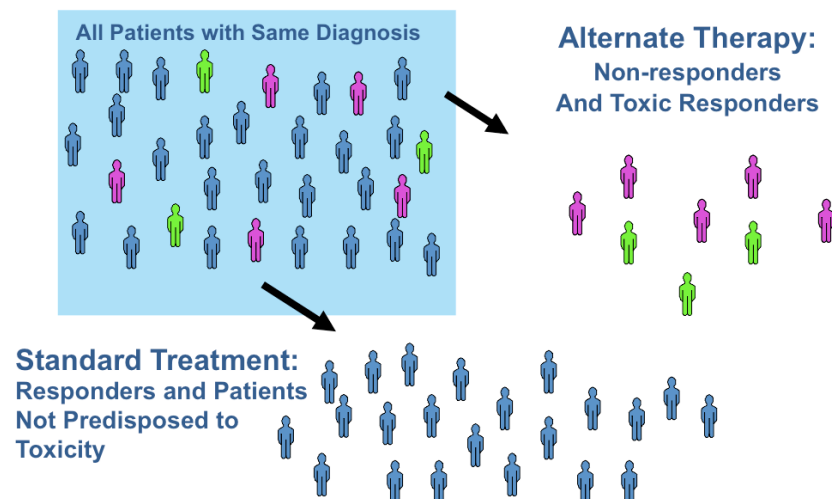 All Patients with Same Diagnosis
Alternate Therapy:
Non-responders
And Toxic Responders
Standard Treatment:
Responders and Patients
Not Predisposed to
Toxicity